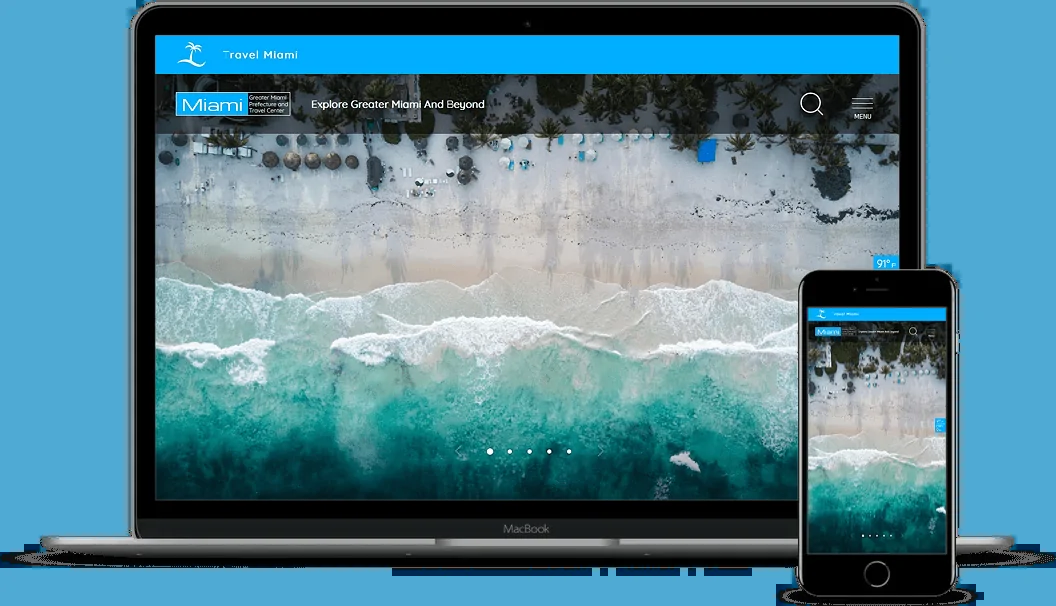 Travel Miami
Miami
Greater Miami
Prefecture and
Travel Center
Explore Greater Miami And Beyond
MENU
91° F
MacBook
Travel Miami
Miami